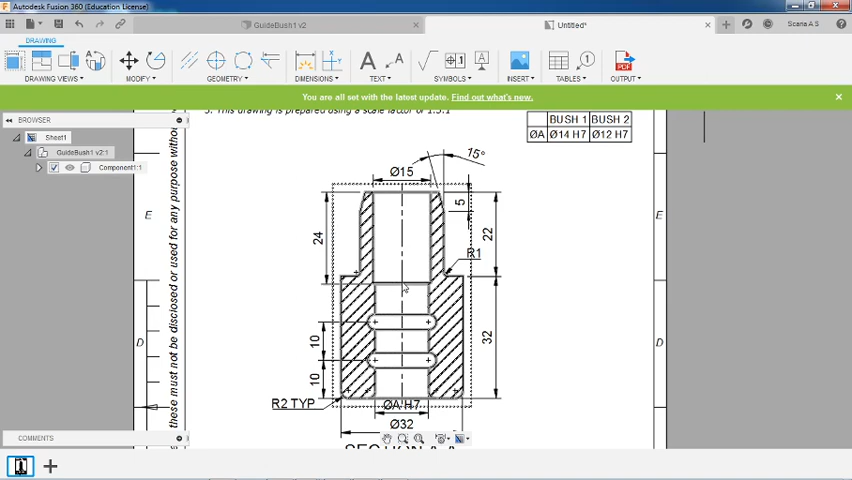 Autodesk Fusion 360 (Education License)
GuideBush1 v2
Untitled*
Scaria A S
DRAWING
DRAWING VIEWS
MODIFY
GEOMETRY
DIMENSIONS
TEXT
SYMBOLS
INSERT
TABLES
OUTPUT
You are all set with the latest update. Find out what's new.
BROWSER
Sheet1
GuideBush1 v2:1
Component1:1
these must not be disclosed or used for any purpose withou
3. This drawing is prepared using a scale factor of 1.5:1
BUSH 1 BUSH 2
ØA Ø14 H7 Ø12 H7
E
E
D
D
15°
Ø15
5
24
22
R1
10
32
10
R2 TYP
ØA H7
Ø32
SECTION A-A
COMMENTS